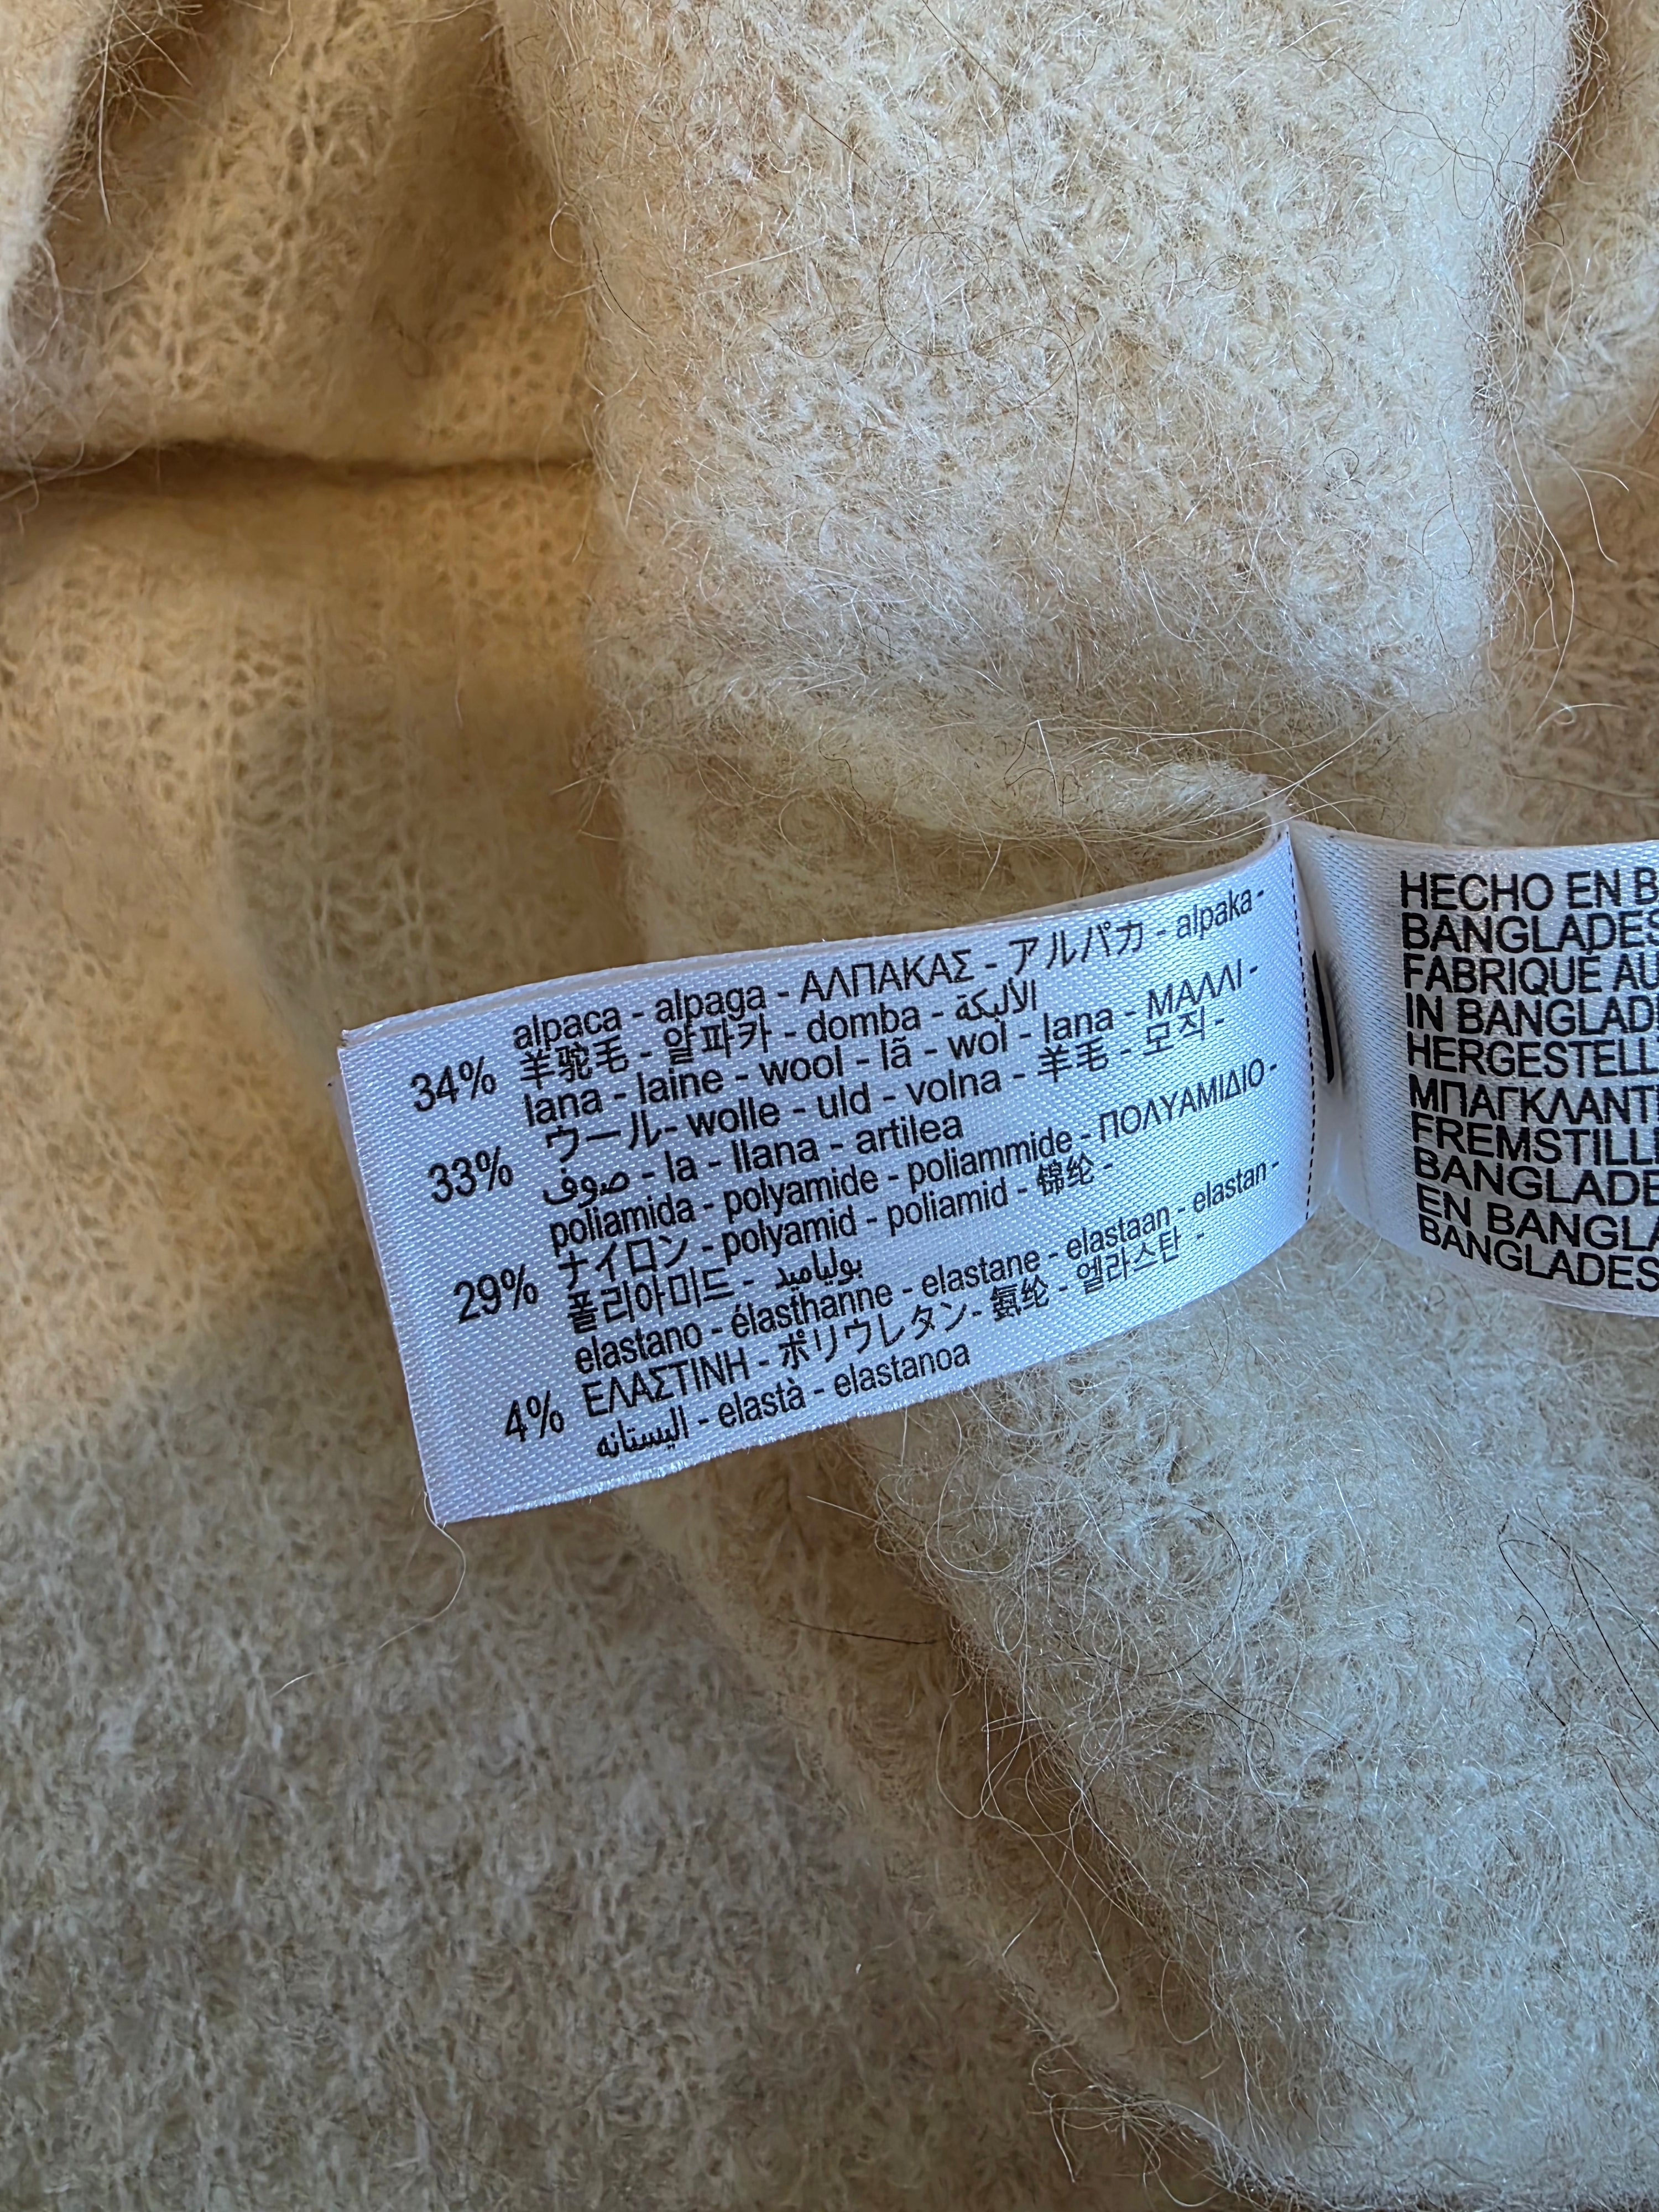 alpaca - alpaga - ΑΛΠΑΚΑΣ - アルパカ - alpaka -
34% 羊驼毛 - 알파카 - domba - الألبكة
lana - laine - wool - lã - wol - lana - ΜΑΛΛΙ -
ウール- wolle - uld - volna - 羊毛 - 모직 -
33% صوف - la - llana - artilea
poliamida - polyamide - poliammide - ΠΟΛΥΑΜΙΔΙΟ -
ナイロン - polyamid - poliamid - 锦纶 -
29% 폴리아미드 - بولياميد
elastano - élasthanne - elastane - elastaan - elastan -
4% ΕΛΑΣΤΙΝΗ - ポリウレタン- 氨纶 - 엘라스탄 -
اليستانه - elastà - elastanoa
HECHO EN B
BANGLADES
FABRIQUÉ AU
IN BANGLAD
HERGESTELL
ΜΠΑΓΚΛΑΝΤ
FREMSTILL
BANGLADE
EN BANGLA
BANGLADES